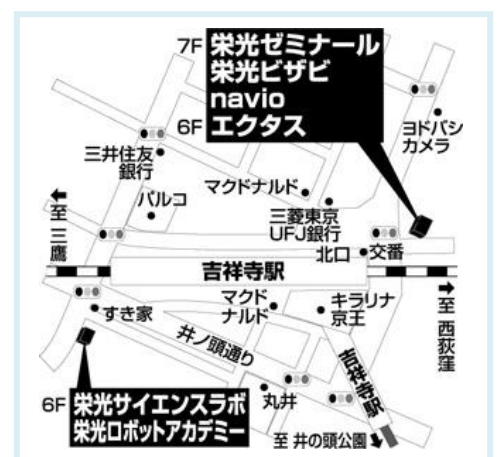 7F 栄光ゼミナール
栄光ビザビ
navio
6F エクタス
ヨドバシ
カメラ
三井住友
銀行
マクドナルド
パルコ
三菱東京
UFJ銀行
北口
交番
至 三鷹
吉祥寺駅
マクド
ナルド
キラリナ
京王
至 西荻窪
すき家
井ノ頭通り
吉祥寺駅
丸井
6F 栄光サイエンスラボ
栄光ロボットアカデミー
至 井の頭公園